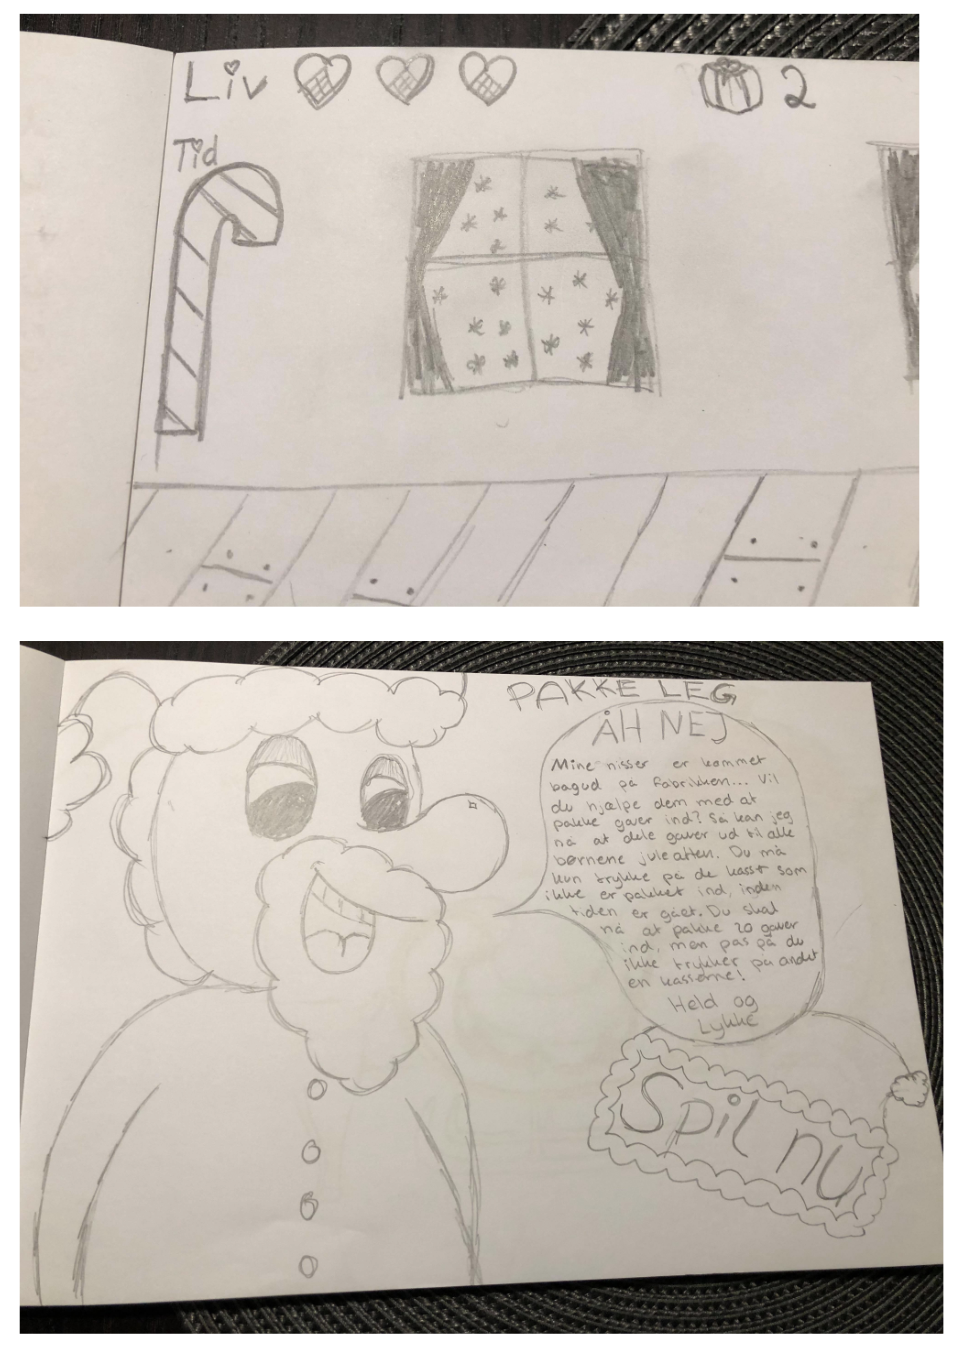 Liv
2
Tid
PAKKE LEG
ÅH NEJ
Mine nisser er kommet
bagud på fabrikken... Vil
du hjælpe dem med at
pakke gaver ind? Så kan jeg
nå at dele gaver ud til alle
børnene juleaften. Du må
kun trykke på de kasser som
ikke er pakket ind, inden
tiden er gået. Du skal
nå at pakke 20 gaver
ind, men pas på du
ikke trykker på andet
en kasserne!
Held og
Lykke
Spil nu